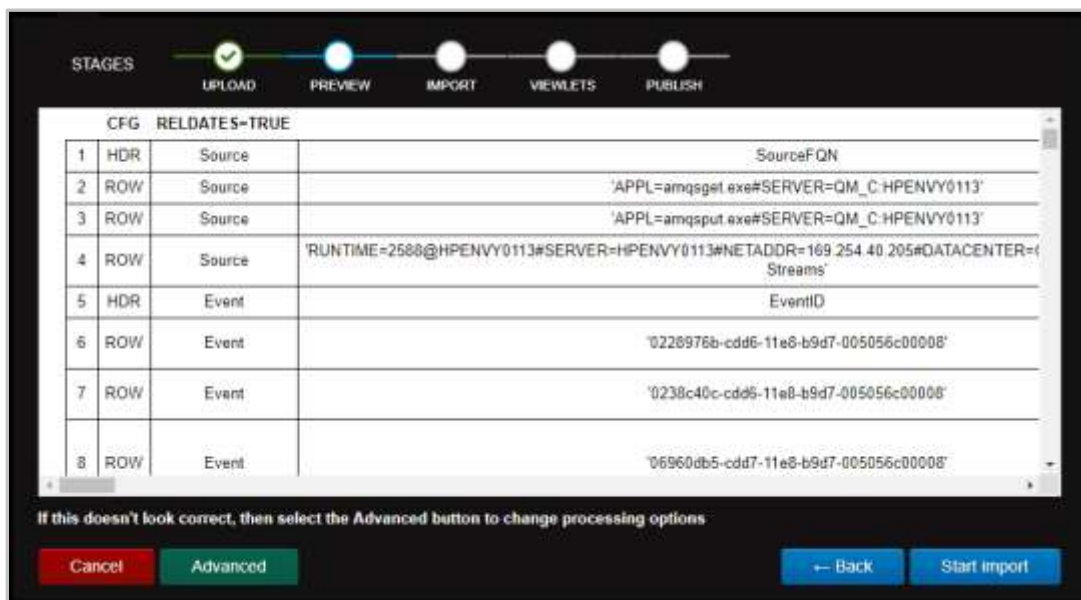 STAGES
UPLOAD PREVIEW IMPORT VIEWLETS PUBLISH
CFG RELDATES=TRUE
1 HDR Source SourceFQN
2 ROW Source 'APPL=amqsget.exe#SERVER=QM_C:HPENVY0113'
3 ROW Source 'APPL=amqsput.exe#SERVER=QM_C:HPENVY0113'
4 ROW Source 'RUNTIME=2588@HPENVY0113#SERVER=HPENVY0113#NETADDR=169.254.40.205#DATACENTER=
Streams'
5 HDR Event EventID
6 ROW Event '0228976b-cdd6-11e8-b9d7-005056c00008'
7 ROW Event '0238c40c-cdd6-11e8-b9d7-005056c00008'
8 ROW Event '06960db5-cdd7-11e8-b9d7-005056c00008'
If this doesn't look correct, then select the Advanced button to change processing options
Cancel Advanced ← Back Start import